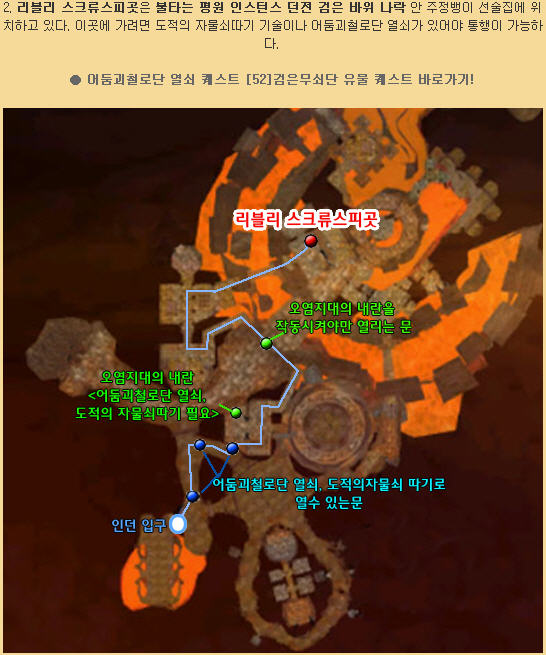 2. 리블리 스크류스피곳은 불타는 평원 인스턴스 던전 검은 바위 나락 안 주정뱅이 선술집에 위
치하고 있다. 이곳에 가려면 도적의 자물쇠따기 기술이나 어둠괴철로단 열쇠가 있어야 통행이 가능하
다.
● 어둠괴철로단 열쇠 퀘스트 [52]검은무쇠단 유물 퀘스트 바로가기!
리블리 스크류스피곳
오염지대의 내란을
작동시켜야만 열리는 문
오염지대의 내란
<어둠괴철로단 열쇠,
도적의 자물쇠따기 필요>
어둠괴철로단 열쇠, 도적의자물쇠 따기로
열수 있는문
인던 입구